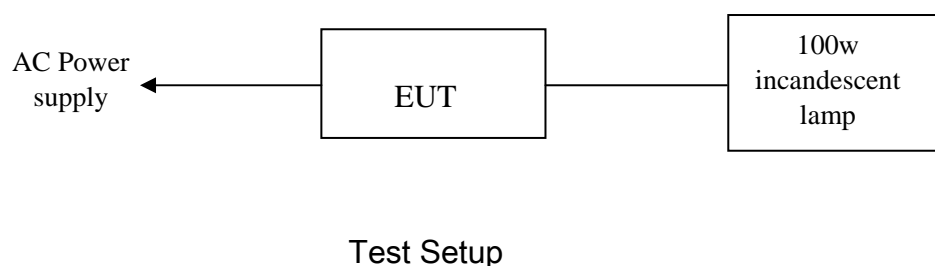 AC Power
supply
EUT
100w
incandescent
lamp
Test Setup